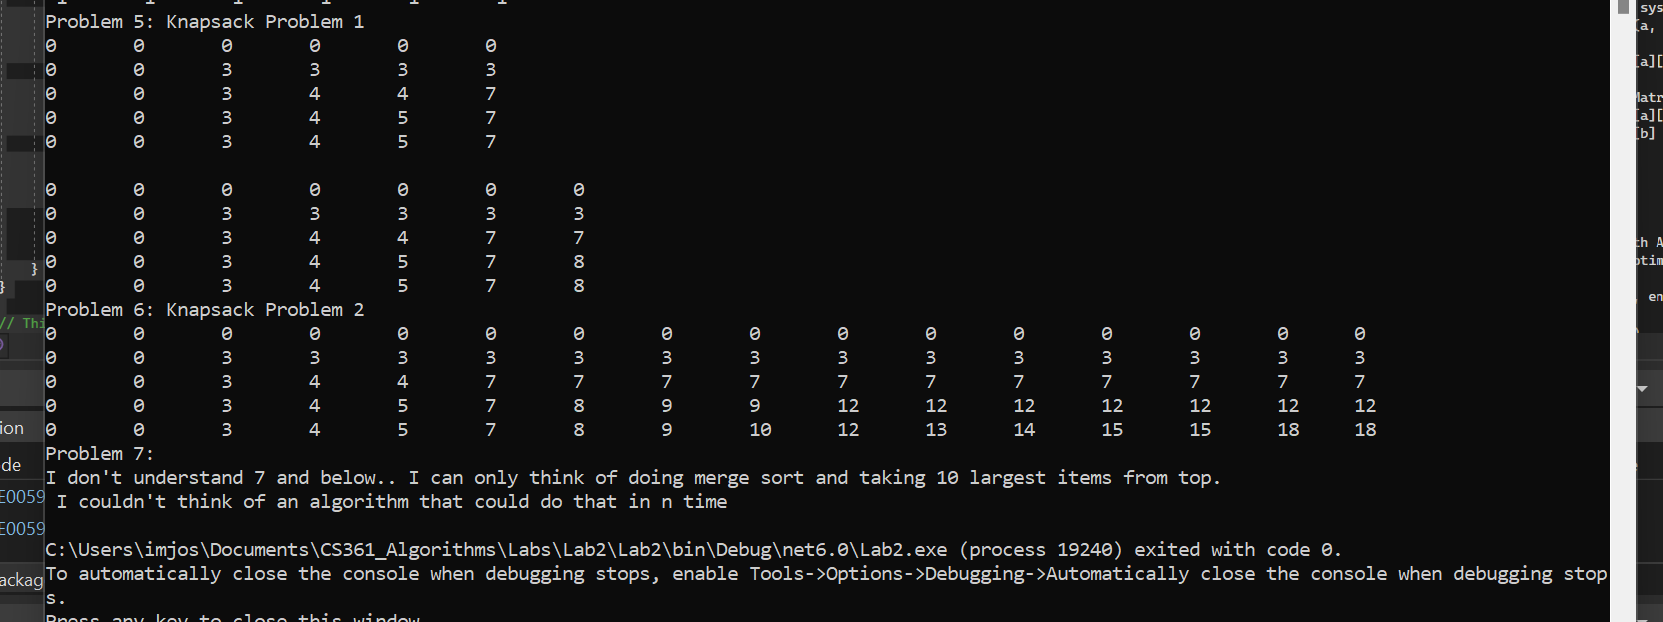 Problem 5: Knapsack Problem 1
0 0 0 0 0 0
0 0 3 3 3 3
0 0 3 4 4 7
0 0 3 4 5 7
0 0 3 4 5 7
0 0 0 0 0 0 0
0 0 3 3 3 3 3
0 0 3 4 4 7 7
0 0 3 4 5 7 8
0 0 3 4 5 7 8
Problem 6: Knapsack Problem 2
0 0 0 0 0 0 0 0 0 0 0 0 0 0 0 0
0 0 3 3 3 3 3 3 3 3 3 3 3 3 3 3
0 0 3 4 4 7 7 7 7 7 7 7 7 7 7 7
0 0 3 4 5 7 8 9 9 12 12 12 12 12 12 12
0 0 3 4 5 7 8 9 10 12 13 14 15 15 18 18
Problem 7:
I don't understand 7 and below.. I can only think of doing merge sort and taking 10 largest items from top.
I couldn't think of an algorithm that could do that in n time
C:\Users\imjos\Documents\CS361_Algorithms\Labs\Lab2\Lab2\bin\Debug\net6.0\Lab2.exe (process 19240) exited with code 0.
To automatically close the console when debugging stops, enable Tools->Options->Debugging->Automatically close the console when debugging stop
s.
Press any key to close this window
}
}
// Thi
ion
de
E0059
E0059
ackag
sys
(a,
[a][
Matr
[a][
[b]
th A
ptim
, en